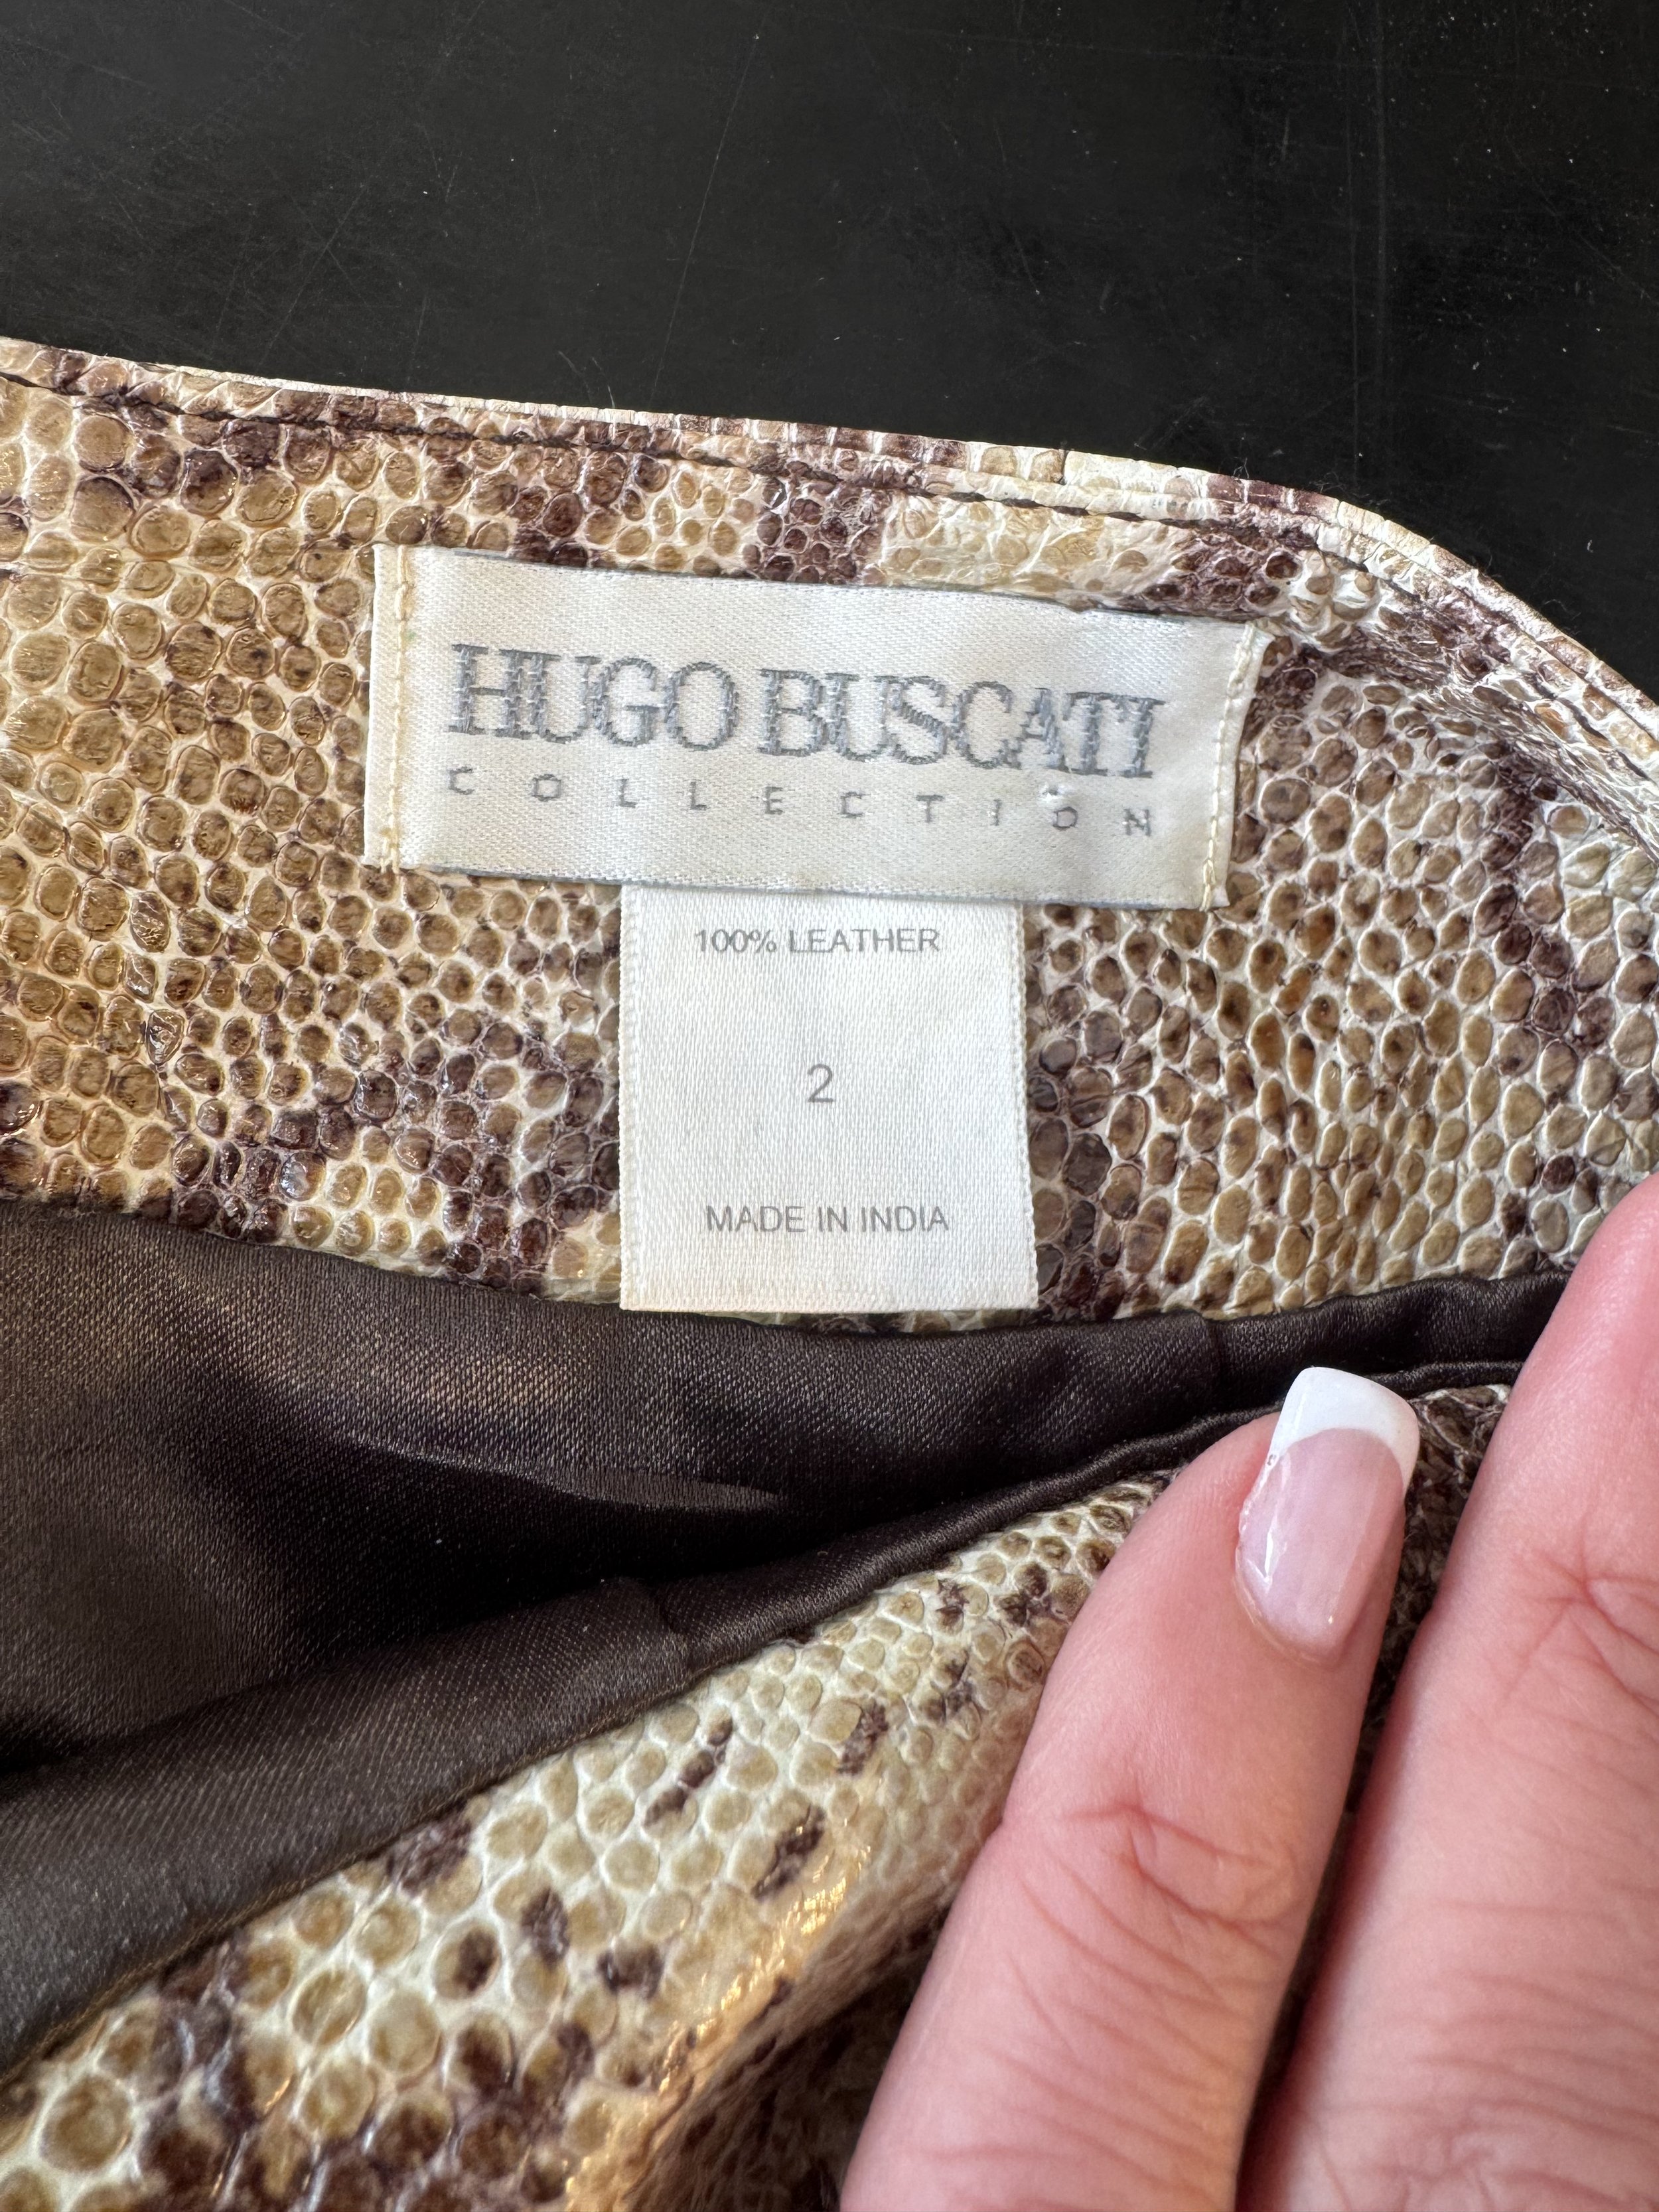 HUGO BUSCATI
COLLECTION
100% LEATHER
2
MADE IN INDIA